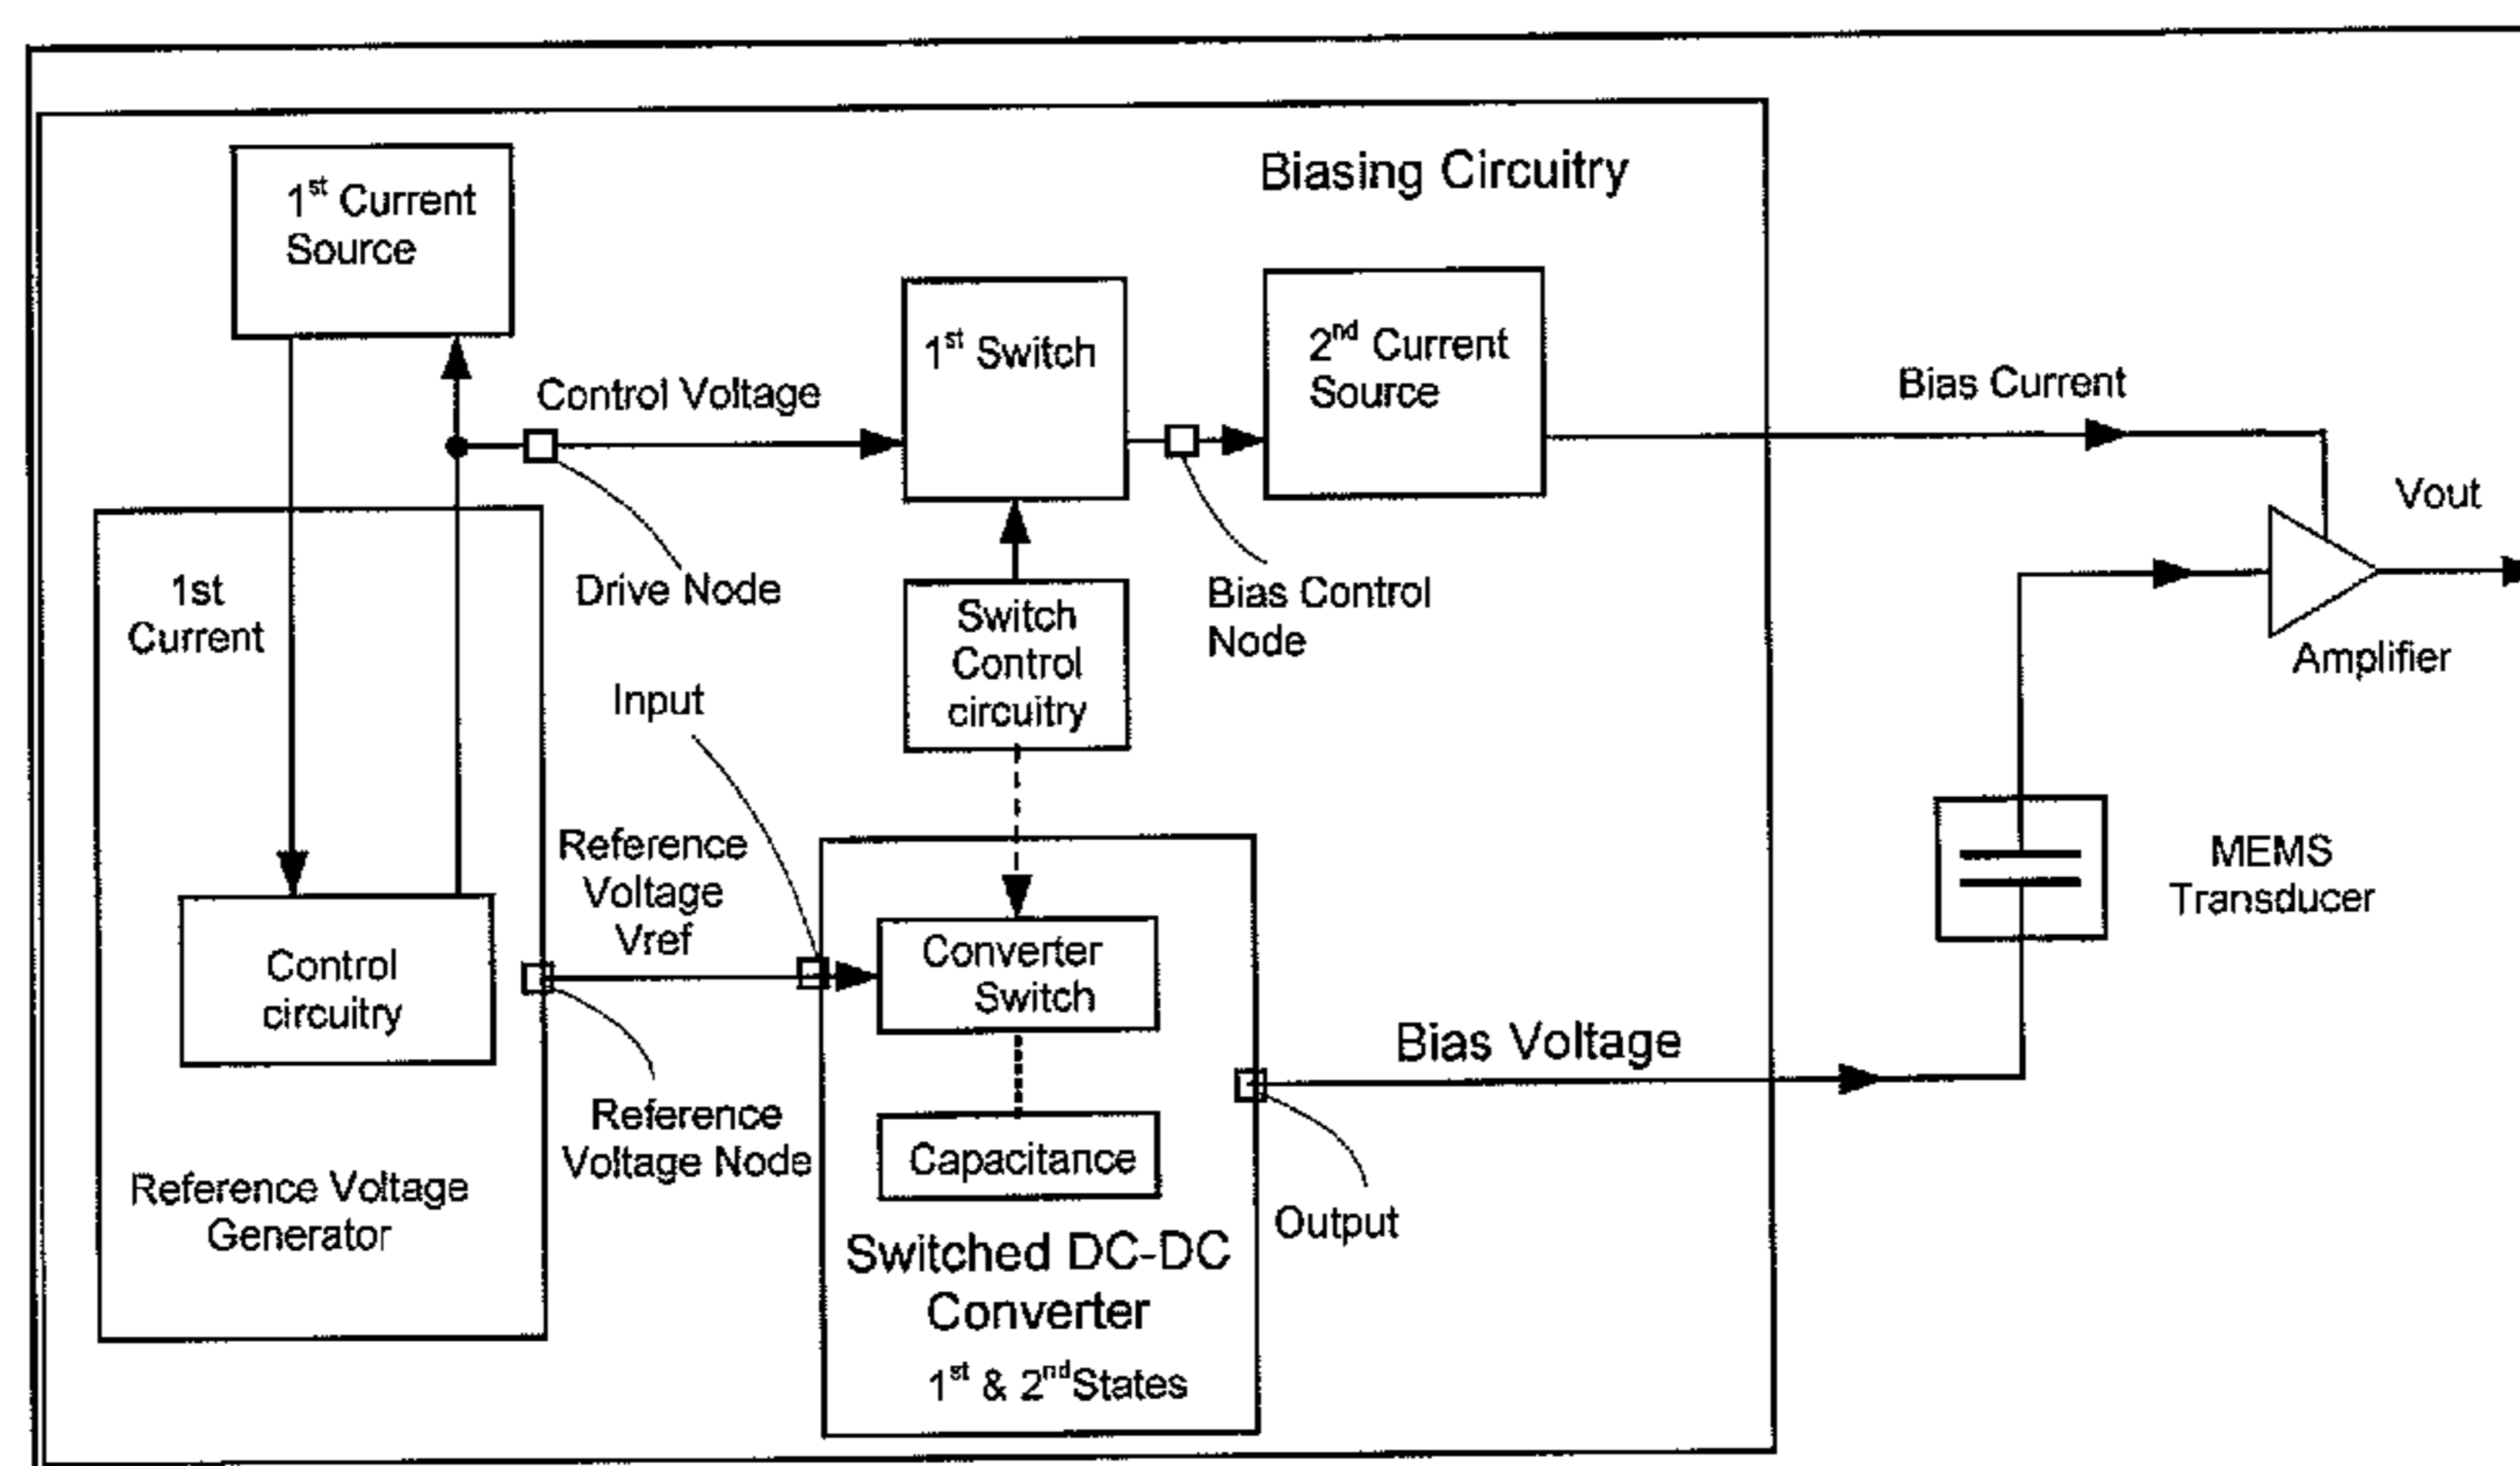 Biasing Circuitry
1st Current
Source
1st Switch
2nd Current
Source
Control Voltage
Bias Current
Vout
1st
Current
Drive Node
Switch
Control
circuitry
Bias Control
Node
Amplifier
Input
Reference
Voltage
Vref
MEMS
Transducer
Control
circuitry
Converter
Switch
Bias Voltage
Reference
Voltage Node
Capacitance
Reference Voltage
Generator
Output
Switched DC-DC
Converter
1st & 2ndStates